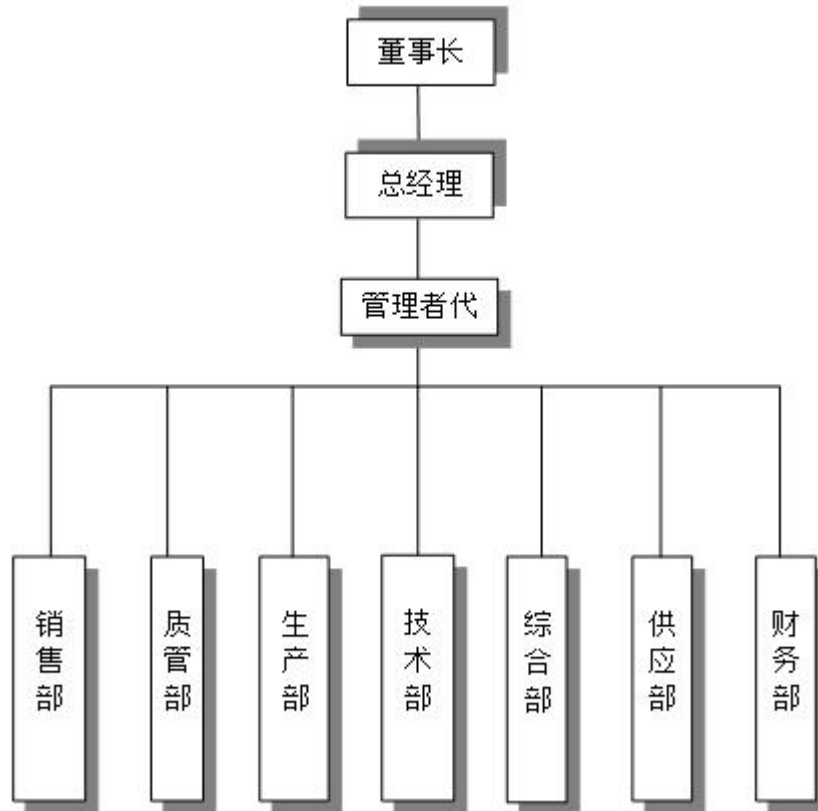 董事长
总经理
管理者代
销售部
质管部
生产部
技术部
综合部
供应部
财务部